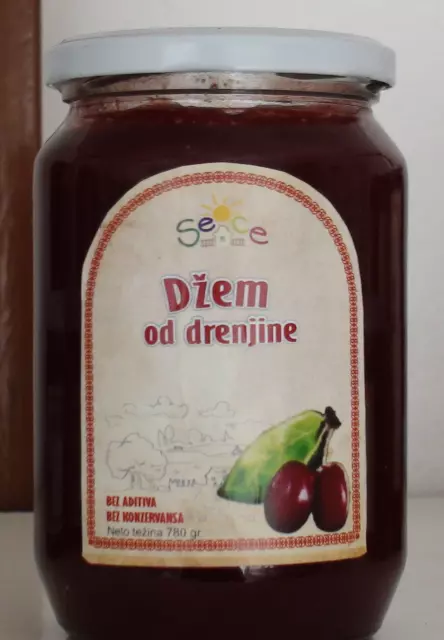 Sence
Džem
od drenjine
BEZ ADITIVA
BEZ KONZERVANSA
Neto težina 780 gr